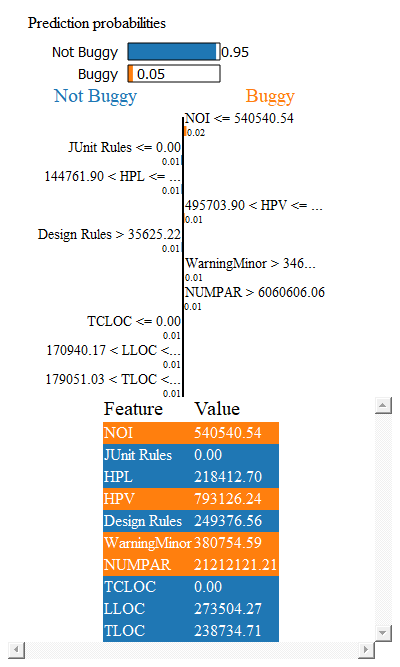 Prediction probabilities
Not Buggy 0.95
Buggy 0.05
Not Buggy Buggy
NOI <= 540540.54
0.02
JUnit Rules <= 0.00
0.01
144761.90 < HPL <= ...
0.01
495703.90 < HPV <= ...
0.01
Design Rules > 35625.22
0.01
WarningMinor > 346...
0.01
NUMPAR > 6060606.06
0.01
TCLOC <= 0.00
0.01
170940.17 < LLOC <...
0.01
179051.03 < TLOC <...
0.01
Feature Value
NOI 540540.54
JUnit Rules 0.00
HPL 218412.70
HPV 793126.24
Design Rules 249376.56
WarningMinor 380754.59
NUMPAR 21212121.21
TCLOC 0.00
LLOC 273504.27
TLOC 238734.71